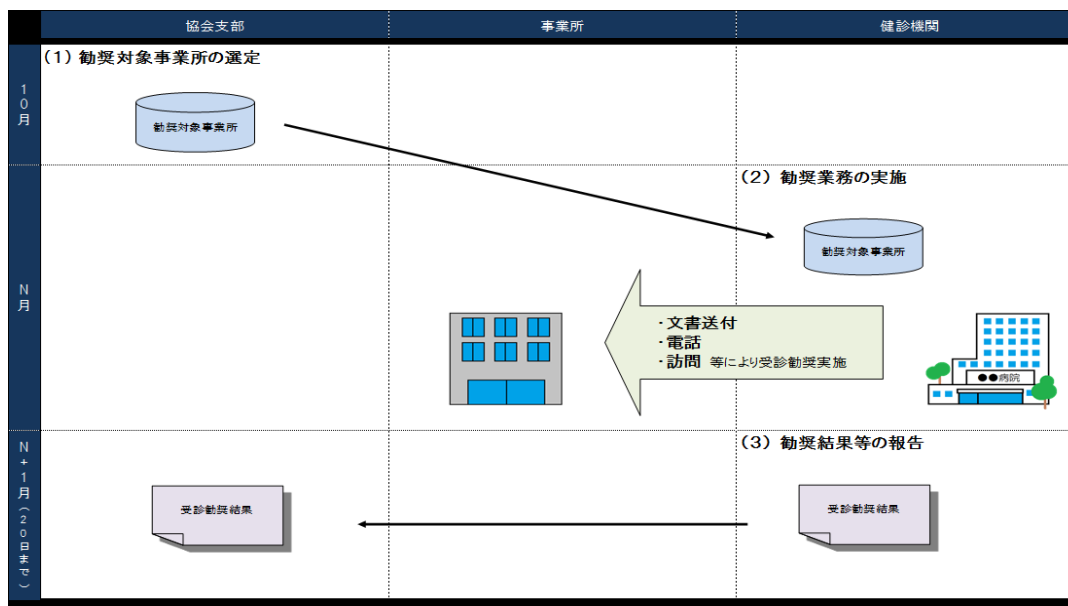 協会支部
事業所
健診機関
10月
(1) 勧奨対象事業所の選定
勧奨対象事業所
N月
(2) 勧奨業務の実施
勧奨対象事業所
・文書送付
・電話
・訪問 等により受診勧奨実施
●●病院
N+1月(20日まで)
(3) 勧奨結果等の報告
受診勧奨結果
受診勧奨結果